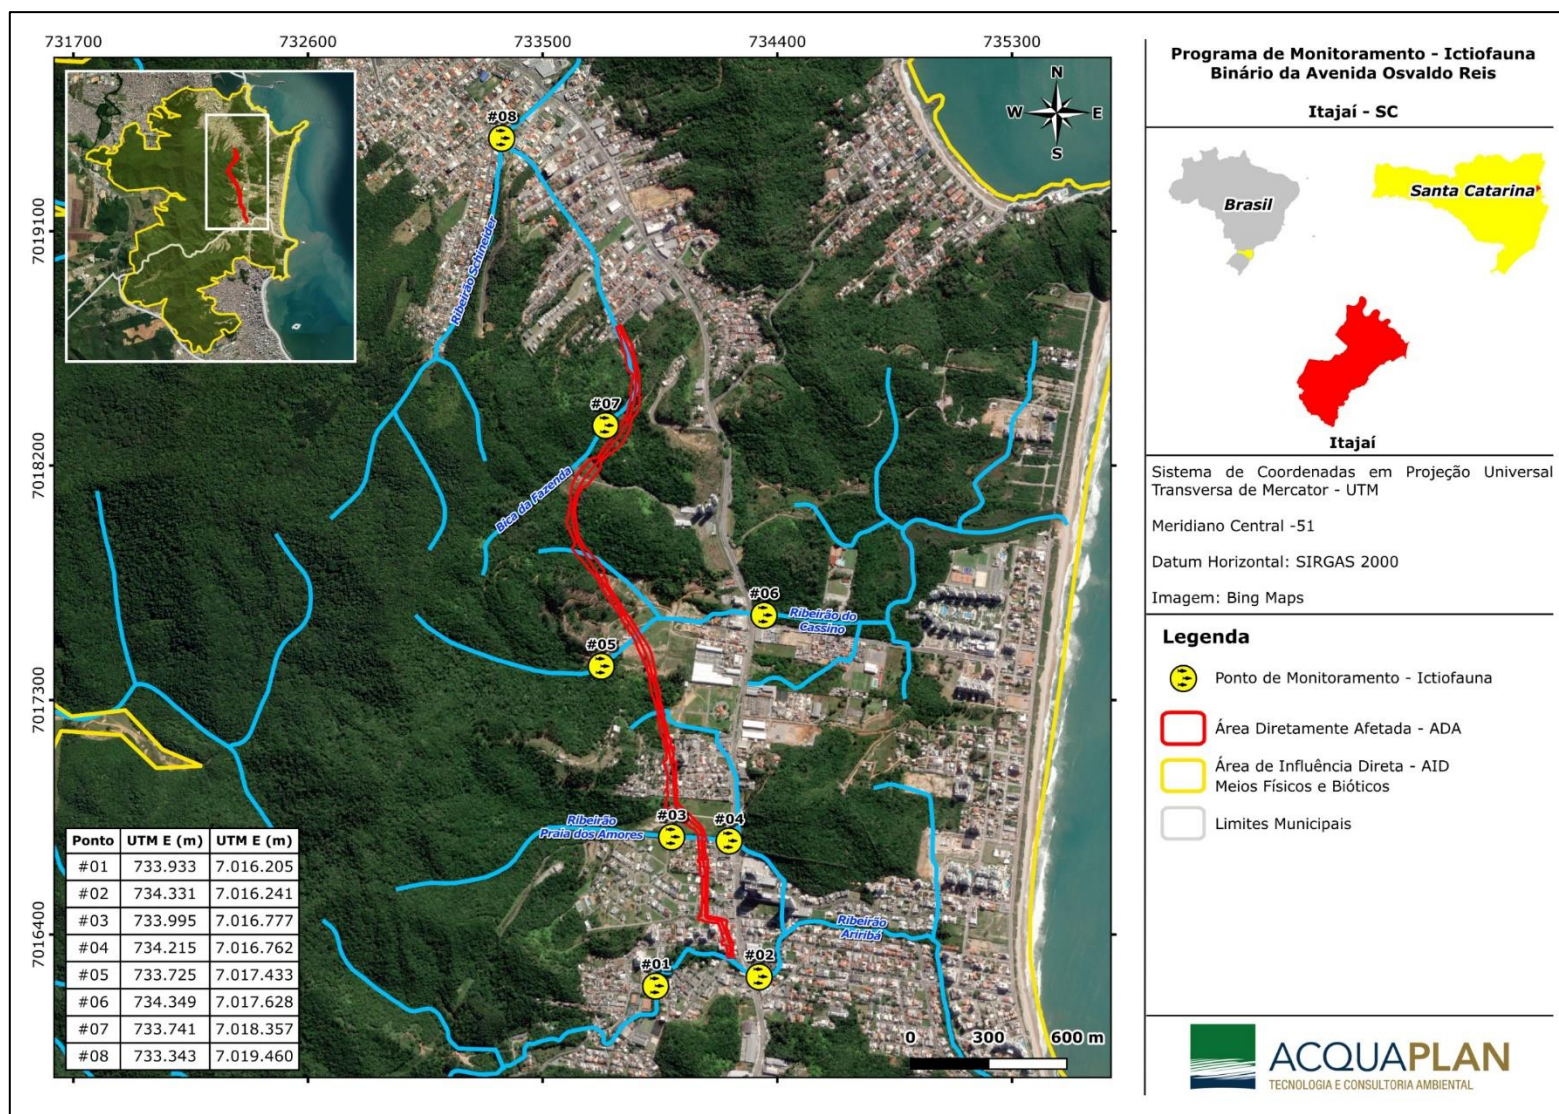 731700
732600
733500
734400
735300
7019100
7018200
7017300
7016400
N
W
E
S
#08
Ribeirão Schineider
#07
Bica da Fazenda
#06
Ribeirão do
Cassino
#05
Ribeirão
Praia dos Amores
#03
#04
Ribeirão
Ariribá
#01
#02
0 300 600 m
Ponto UTM E (m) UTM E (m)
#01 733.933 7.016.205
#02 734.331 7.016.241
#03 733.995 7.016.777
#04 734.215 7.016.762
#05 733.725 7.017.433
#06 734.349 7.017.628
#07 733.741 7.018.357
#08 733.343 7.019.460
Programa de Monitoramento - Ictiofauna
Binário da Avenida Osvaldo Reis
Itajaí - SC
Brasil
Santa Catarina
Itajaí
Sistema de Coordenadas em Projeção Universal
Transversa de Mercator - UTM
Meridiano Central -51
Datum Horizontal: SIRGAS 2000
Imagem: Bing Maps
Legenda
Ponto de Monitoramento - Ictiofauna
Área Diretamente Afetada - ADA
Área de Influência Direta - AID
Meios Físicos e Bióticos
Limites Municipais
ACQUAPLAN
TECNOLOGIA E CONSULTORIA AMBIENTAL